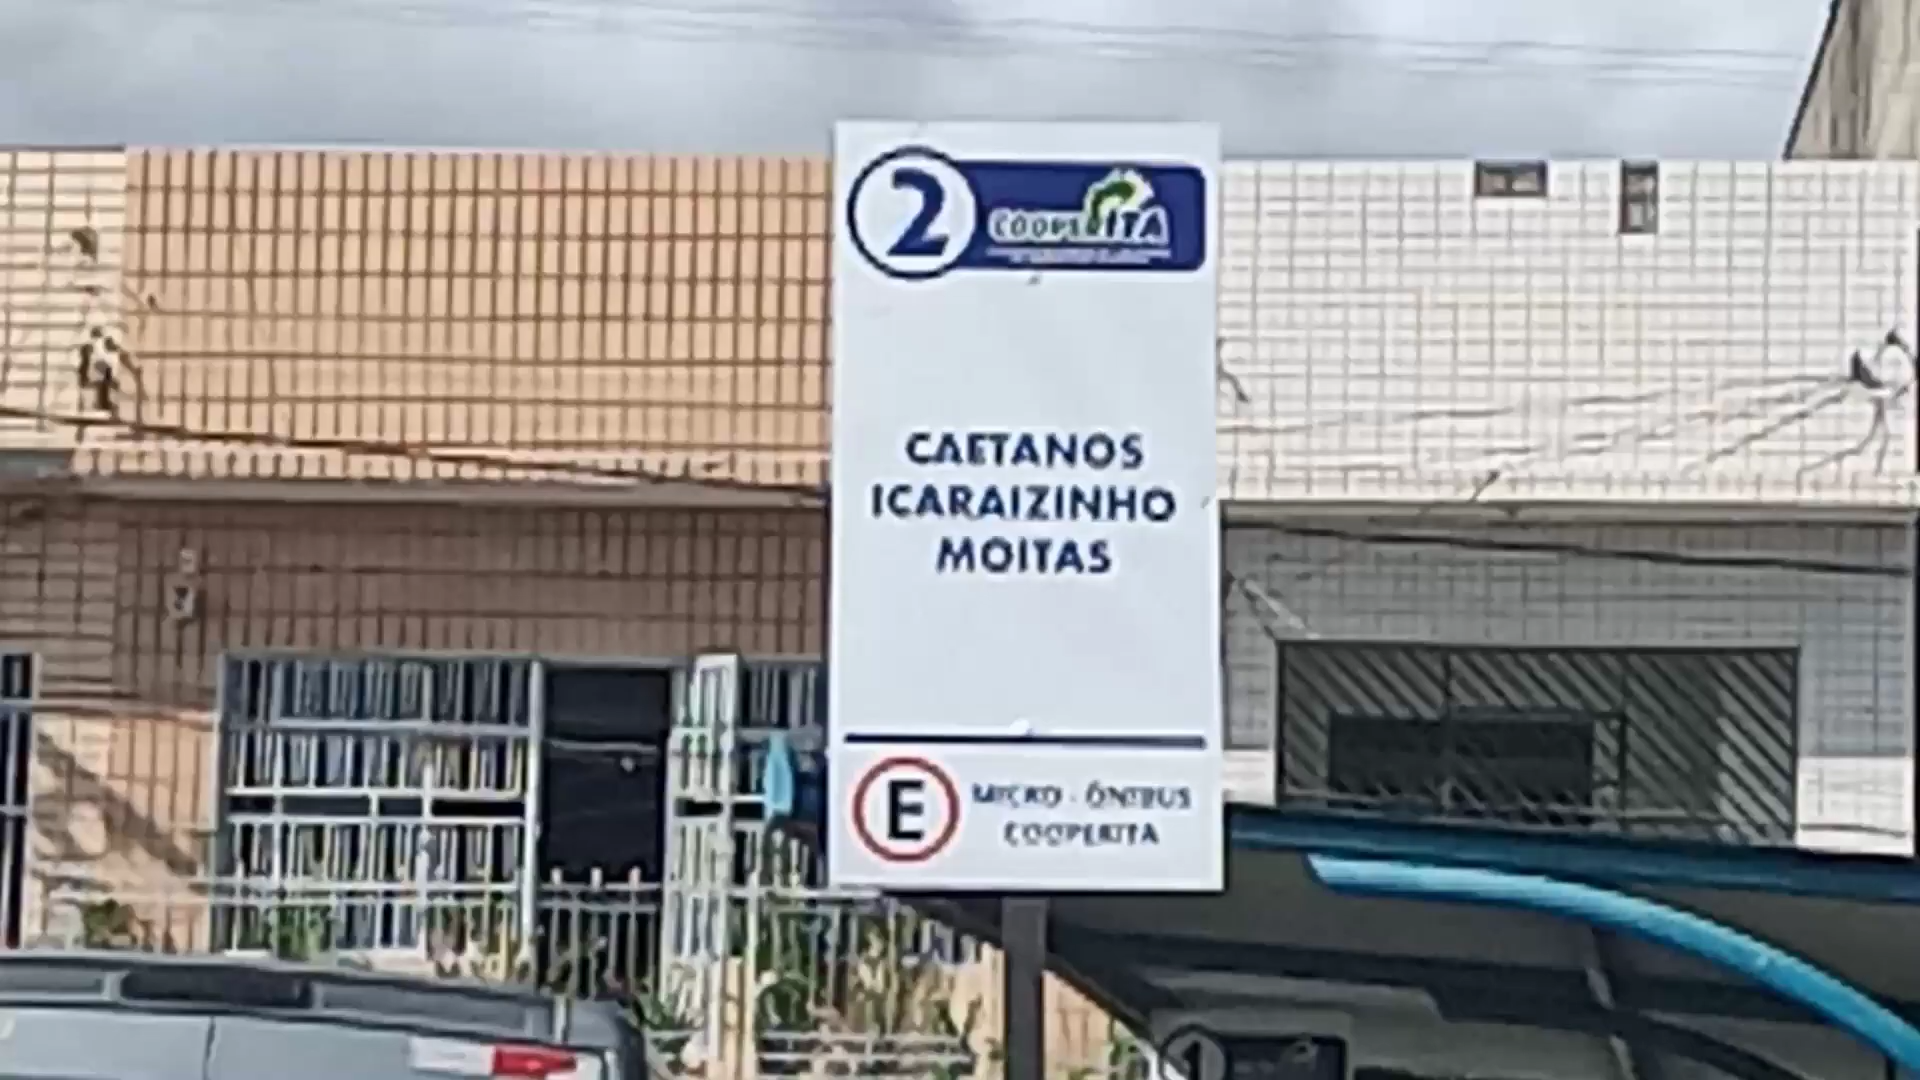 2 COOPERITA
CAETANOS
ICARAIZINHO
MOITAS
E MICRO - ÔNIBUS
COOPERITA